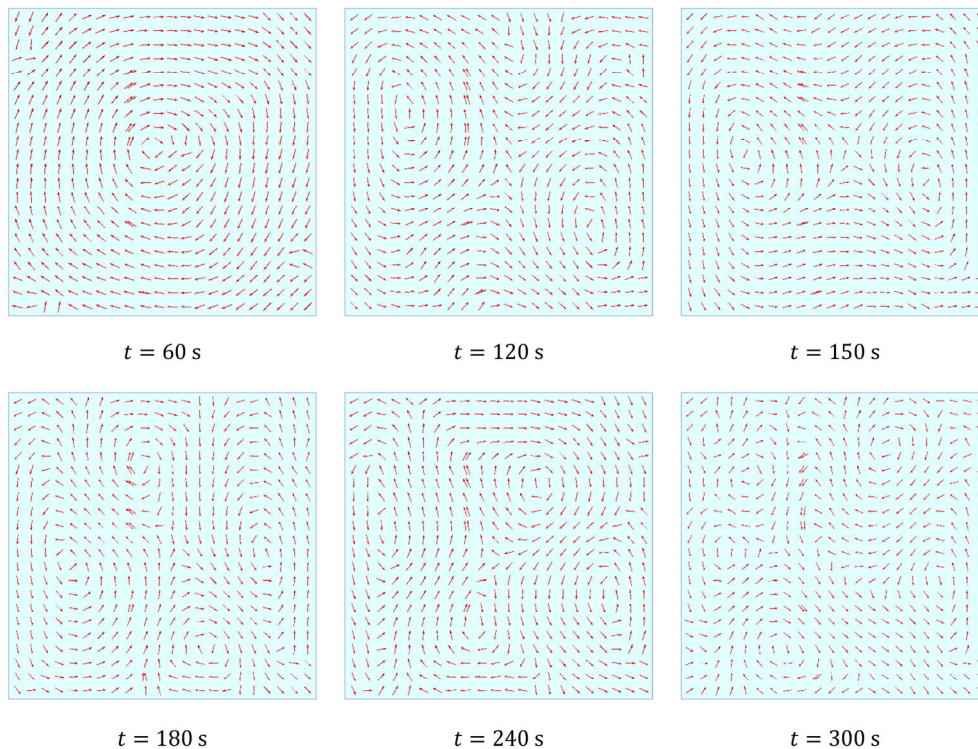 t = 60 s
t = 120 s
t = 150 s
t = 180 s
t = 240 s
t = 300 s